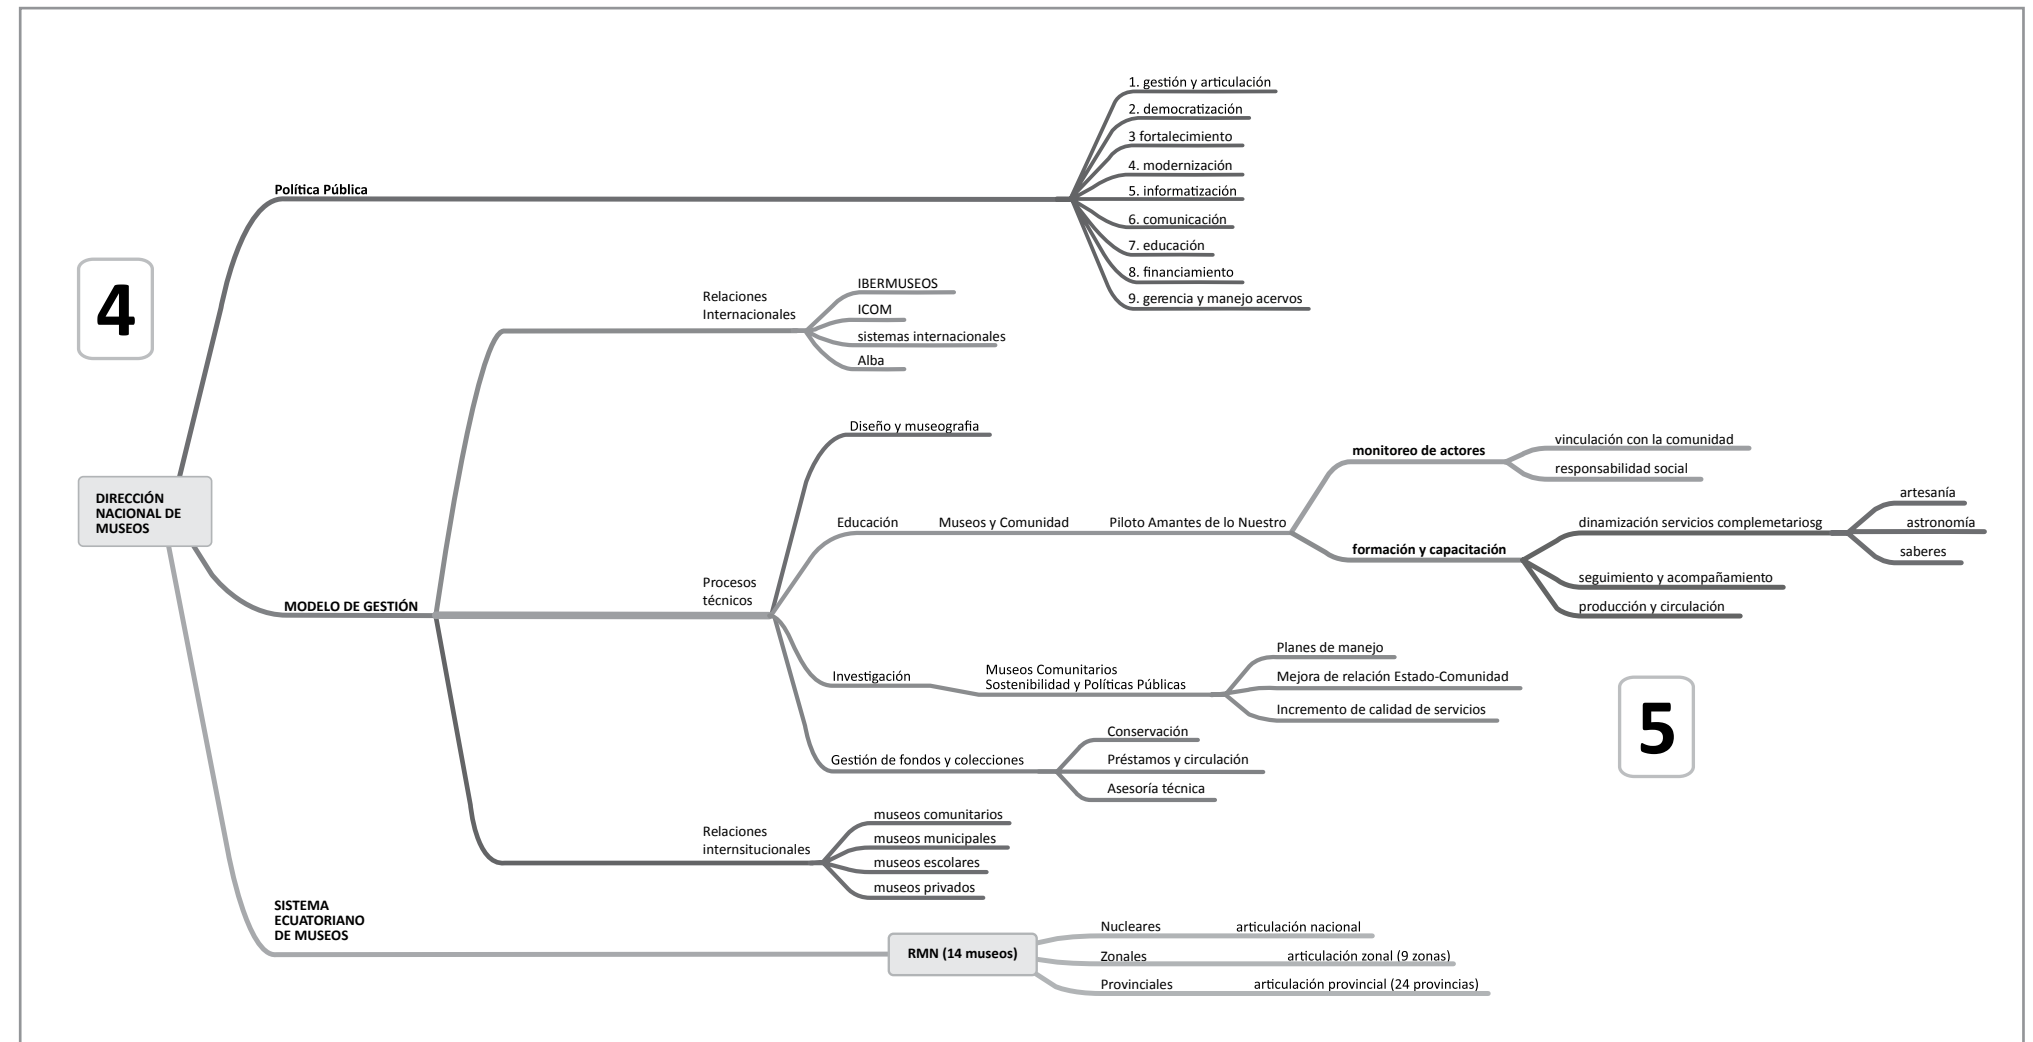 1. gestión y articulación
2. democratización
3 fortalecimiento
4. modernización
5. informatización
6. comunicación
7. educación
8. financiamiento
9. gerencia y manejo acervos
Política Pública
4
Relaciones
Internacionales
IBERMUSEOS
ICOM
sistemas internacionales
Alba
DIRECCIÓN
NACIONAL DE
MUSEOS
MODELO DE GESTIÓN
Procesos
técnicos
Diseño y museografia
Educación
Museos y Comunidad
Piloto Amantes de lo Nuestro
monitoreo de actores
vinculación con la comunidad
responsabilidad social
formación y capacitación
dinamización servicios complemetariosg
artesanía
astronomía
saberes
seguimiento y acompañamiento
producción y circulación
Investigación
Museos Comunitarios
Sostenibilidad y Políticas Públicas
Planes de manejo
Mejora de relación Estado-Comunidad
Incremento de calidad de servicios
5
Gestión de fondos y colecciones
Conservación
Préstamos y circulación
Asesoría técnica
Relaciones
internsitucionales
museos comunitarios
museos municipales
museos escolares
museos privados
SISTEMA
ECUATORIANO
DE MUSEOS
RMN (14 museos)
Nucleares
articulación nacional
Zonales
articulación zonal (9 zonas)
Provinciales
articulación provincial (24 provincias)